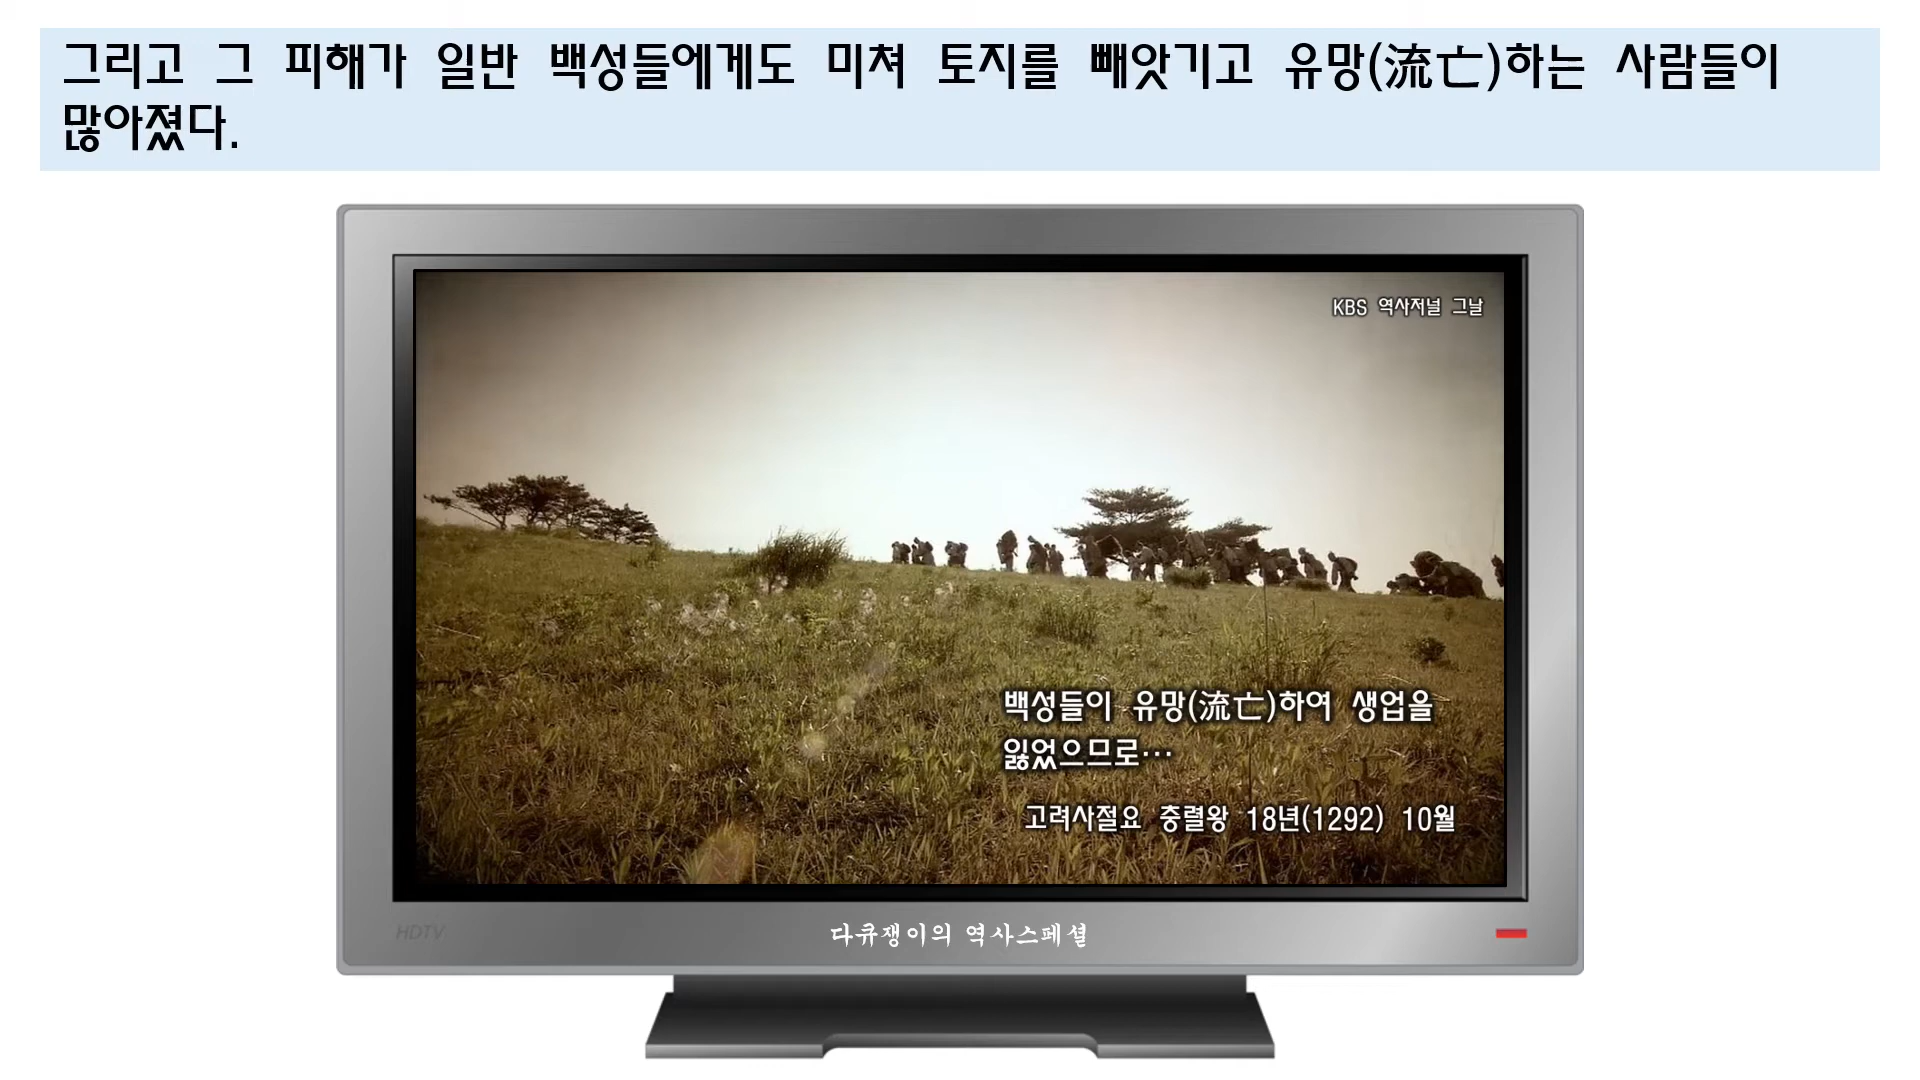 그리고 그 피해가 일반 백성들에게도 미쳐 토지를 빼앗기고 유망(流亡)하는 사람들이
많아졌다.
KBS 역사저널 그날
백성들이 유망(流亡)하여 생업을
잃었으므로…
고려사절요 충렬왕 18년(1292) 10월
HDTV
다큐쟁이의 역사스페셜